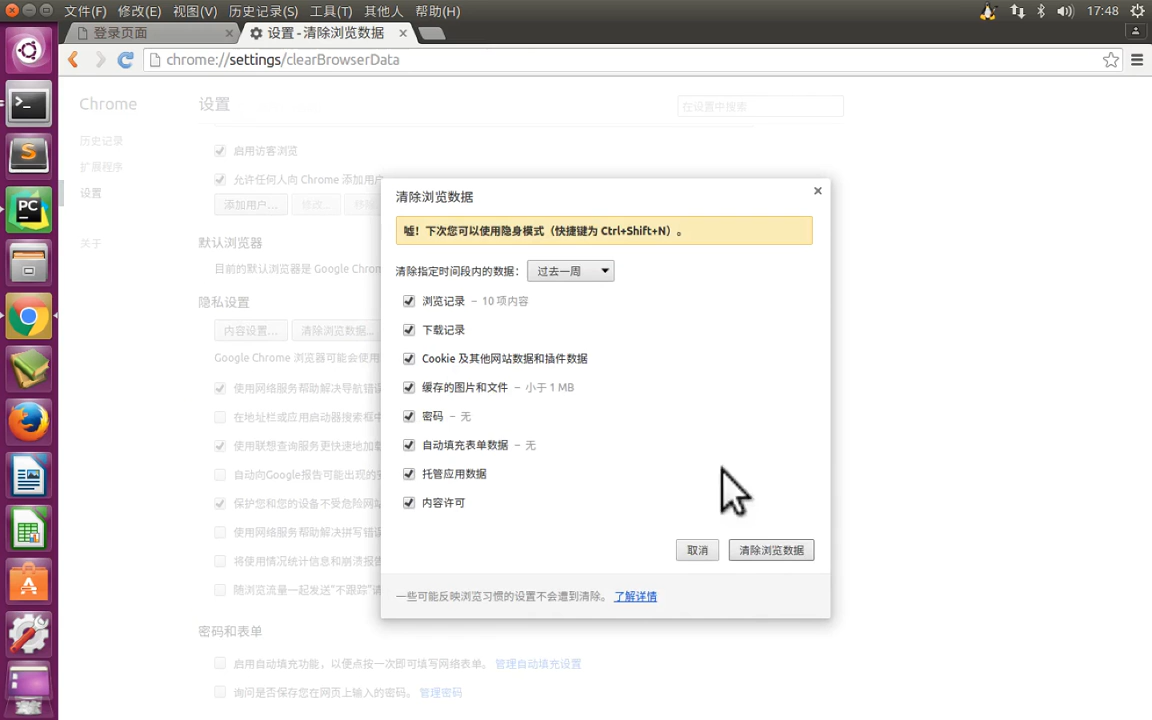 文件(F) 修改(E) 视图(V) 历史记录(S) 工具(T) 其他人 帮助(H) 17:48
登录页面 设置 - 清除浏览数据
chrome://settings/clearBrowserData
Chrome 设置 在设置中搜索
历史记录
扩展程序
设置
关于
启用访客浏览
允许任何人向 Chrome 添加用户
添加用户... 修改... 移除
默认浏览器
目前的默认浏览器是 Google Chrom
隐私设置
内容设置... 清除浏览数据...
Google Chrome 浏览器可能会使用
使用网络服务帮助解决导航错误
在地址栏或应用启动器搜索框中
使用联想查询服务更快速地加载
自动向Google报告可能出现的安
保护您和您的设备不受危险网站
使用网络服务帮助解决拼写错误
将使用情况统计信息和崩溃报告
随浏览流量一起发送“不跟踪”请
密码和表单
启用自动填充功能，以便点按一次即可填写网络表单。 管理自动填充设置
询问是否保存您在网页上输入的密码。 管理密码
清除浏览数据
嘘！下次您可以使用隐身模式（快捷键为 Ctrl+Shift+N）。
清除指定时间段内的数据： 过去一周
浏览记录 – 10 项内容
下载记录
Cookie 及其他网站数据和插件数据
缓存的图片和文件 – 小于 1 MB
密码 – 无
自动填充表单数据 – 无
托管应用数据
内容许可
取消 清除浏览数据
一些可能反映浏览习惯的设置不会遭到清除。 了解详情